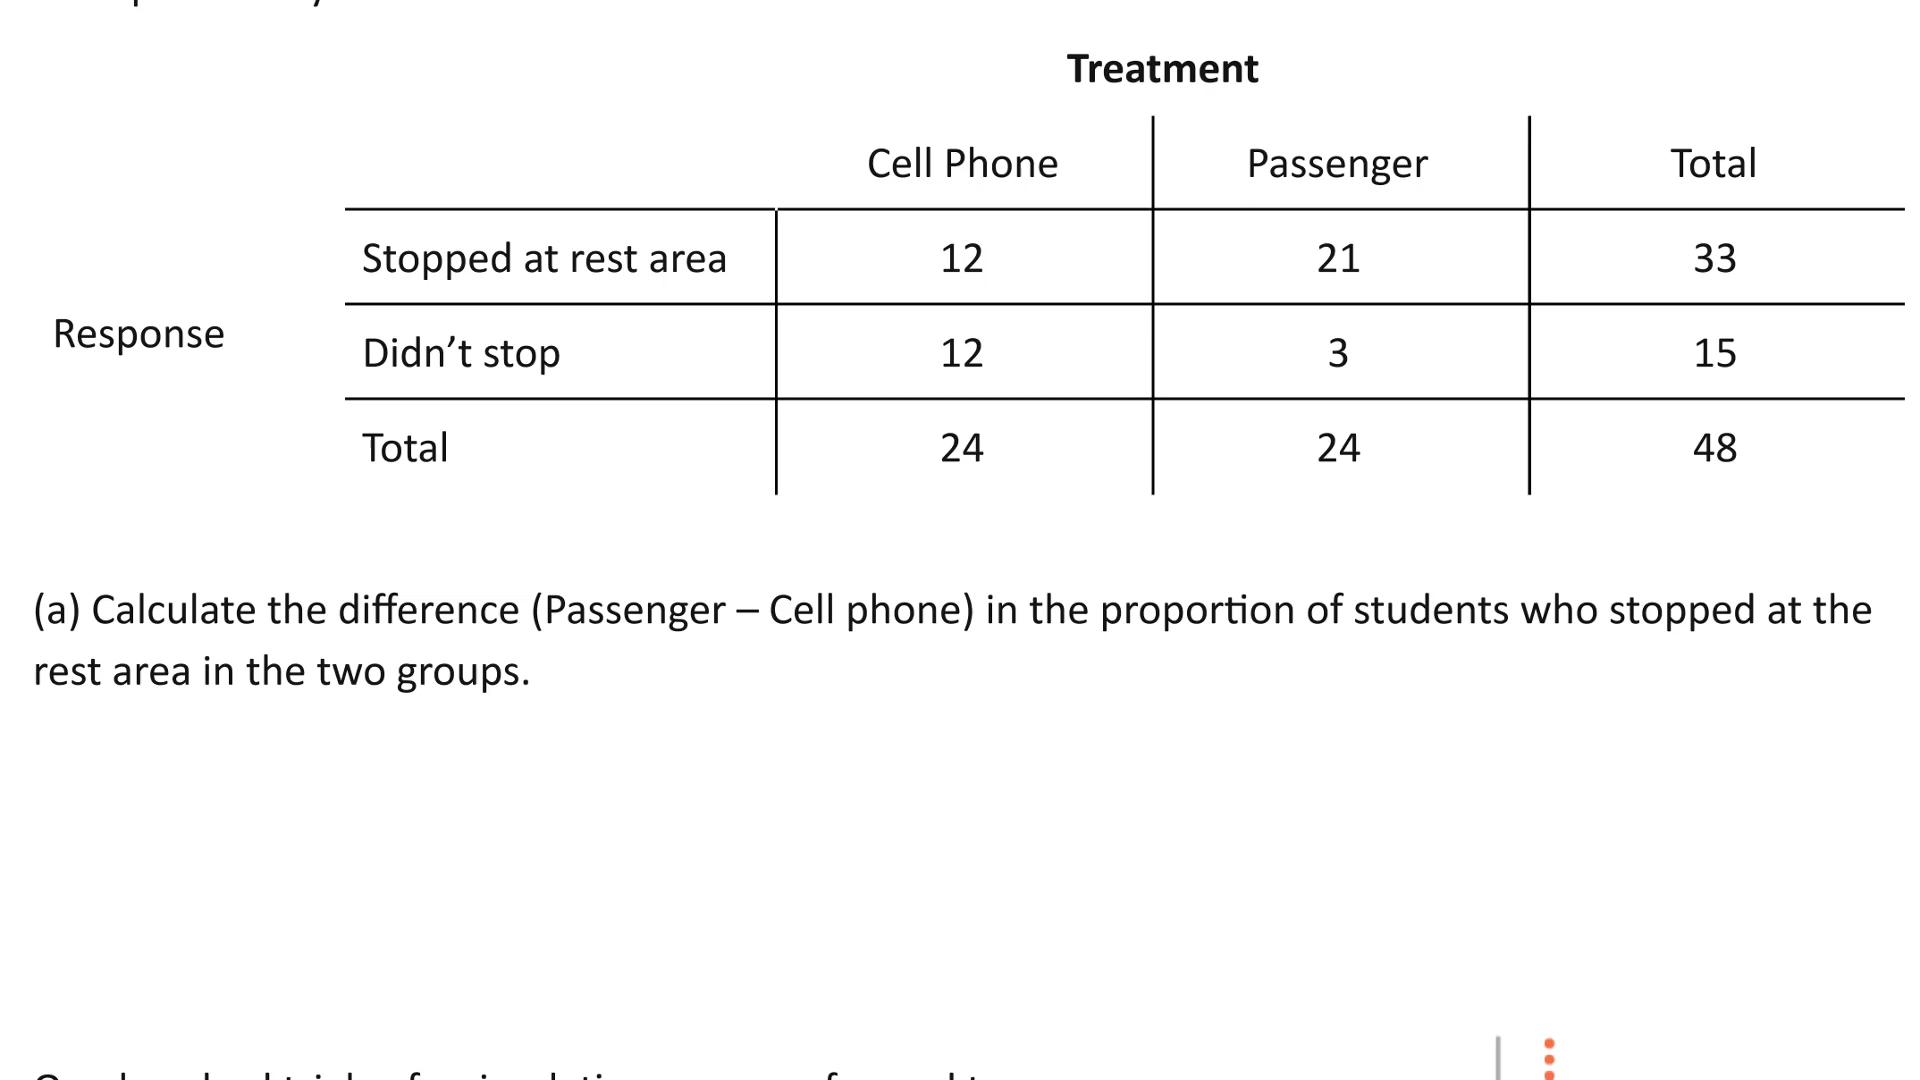 Treatment
Cell Phone Passenger Total
Stopped at rest area 12 21 33
Response
Didn’t stop 12 3 15
Total 24 24 48
(a) Calculate the difference (Passenger – Cell phone) in the proportion of students who stopped at the
rest area in the two groups.